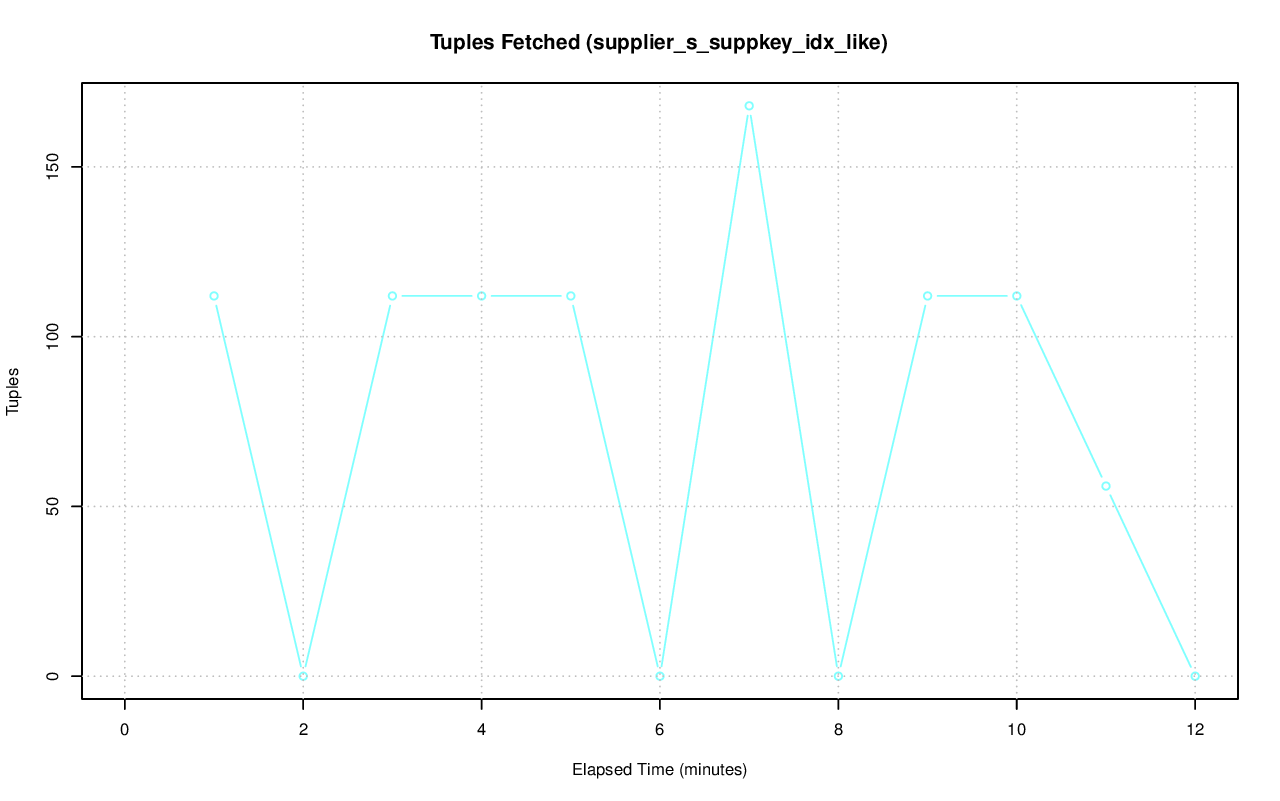 Tuples Fetched (supplier_s_suppkey_idx_like)
Tuples
150
100
50
0
0 2 4 6 8 10 12
Elapsed Time (minutes)